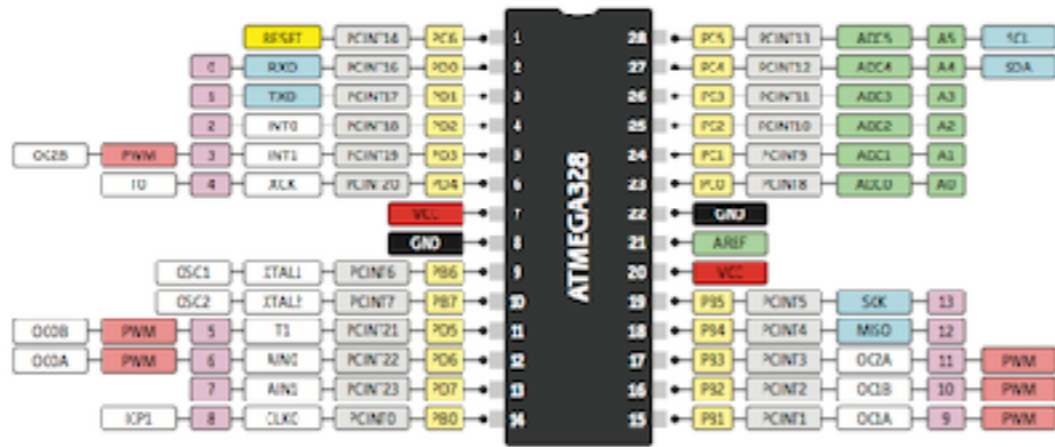 RESET PCINT14 PC6 1 28 PC5 PCINT13 ADC5 A5 SCL
0 RXD PCINT16 PD0 2 27 PC4 PCINT12 ADC4 A4 SDA
1 TXD PCINT17 PD1 3 26 PC3 PCINT11 ADC3 A3
2 INT0 PCINT18 PD2 4 25 PC2 PCINT10 ADC2 A2
OC2B PWM 3 INT1 PCINT19 PD3 5 24 PC1 PCINT9 ADC1 A1
T0 4 XCK PCINT20 PD4 6 23 PC0 PCINT8 ADC0 A0
VCC 7 22 GND
GND 8 21 AREF
OSC1 XTAL1 PCINT6 PB6 9 20 VCC
OSC2 XTAL2 PCINT7 PB7 10 19 PB5 PCINT5 SCK 13
OC0B PWM 5 T1 PCINT21 PD5 11 18 PB4 PCINT4 MISO 12
OC0A PWM 6 AIN0 PCINT22 PD6 12 17 PB3 PCINT3 OC2A 11 PWM
7 AIN1 PCINT23 PD7 13 16 PB2 PCINT2 OC1B 10 PWM
ICP1 8 CLKO PCINT0 PB0 14 15 PB1 PCINT1 OC1A 9 PWM
ATMEGA328